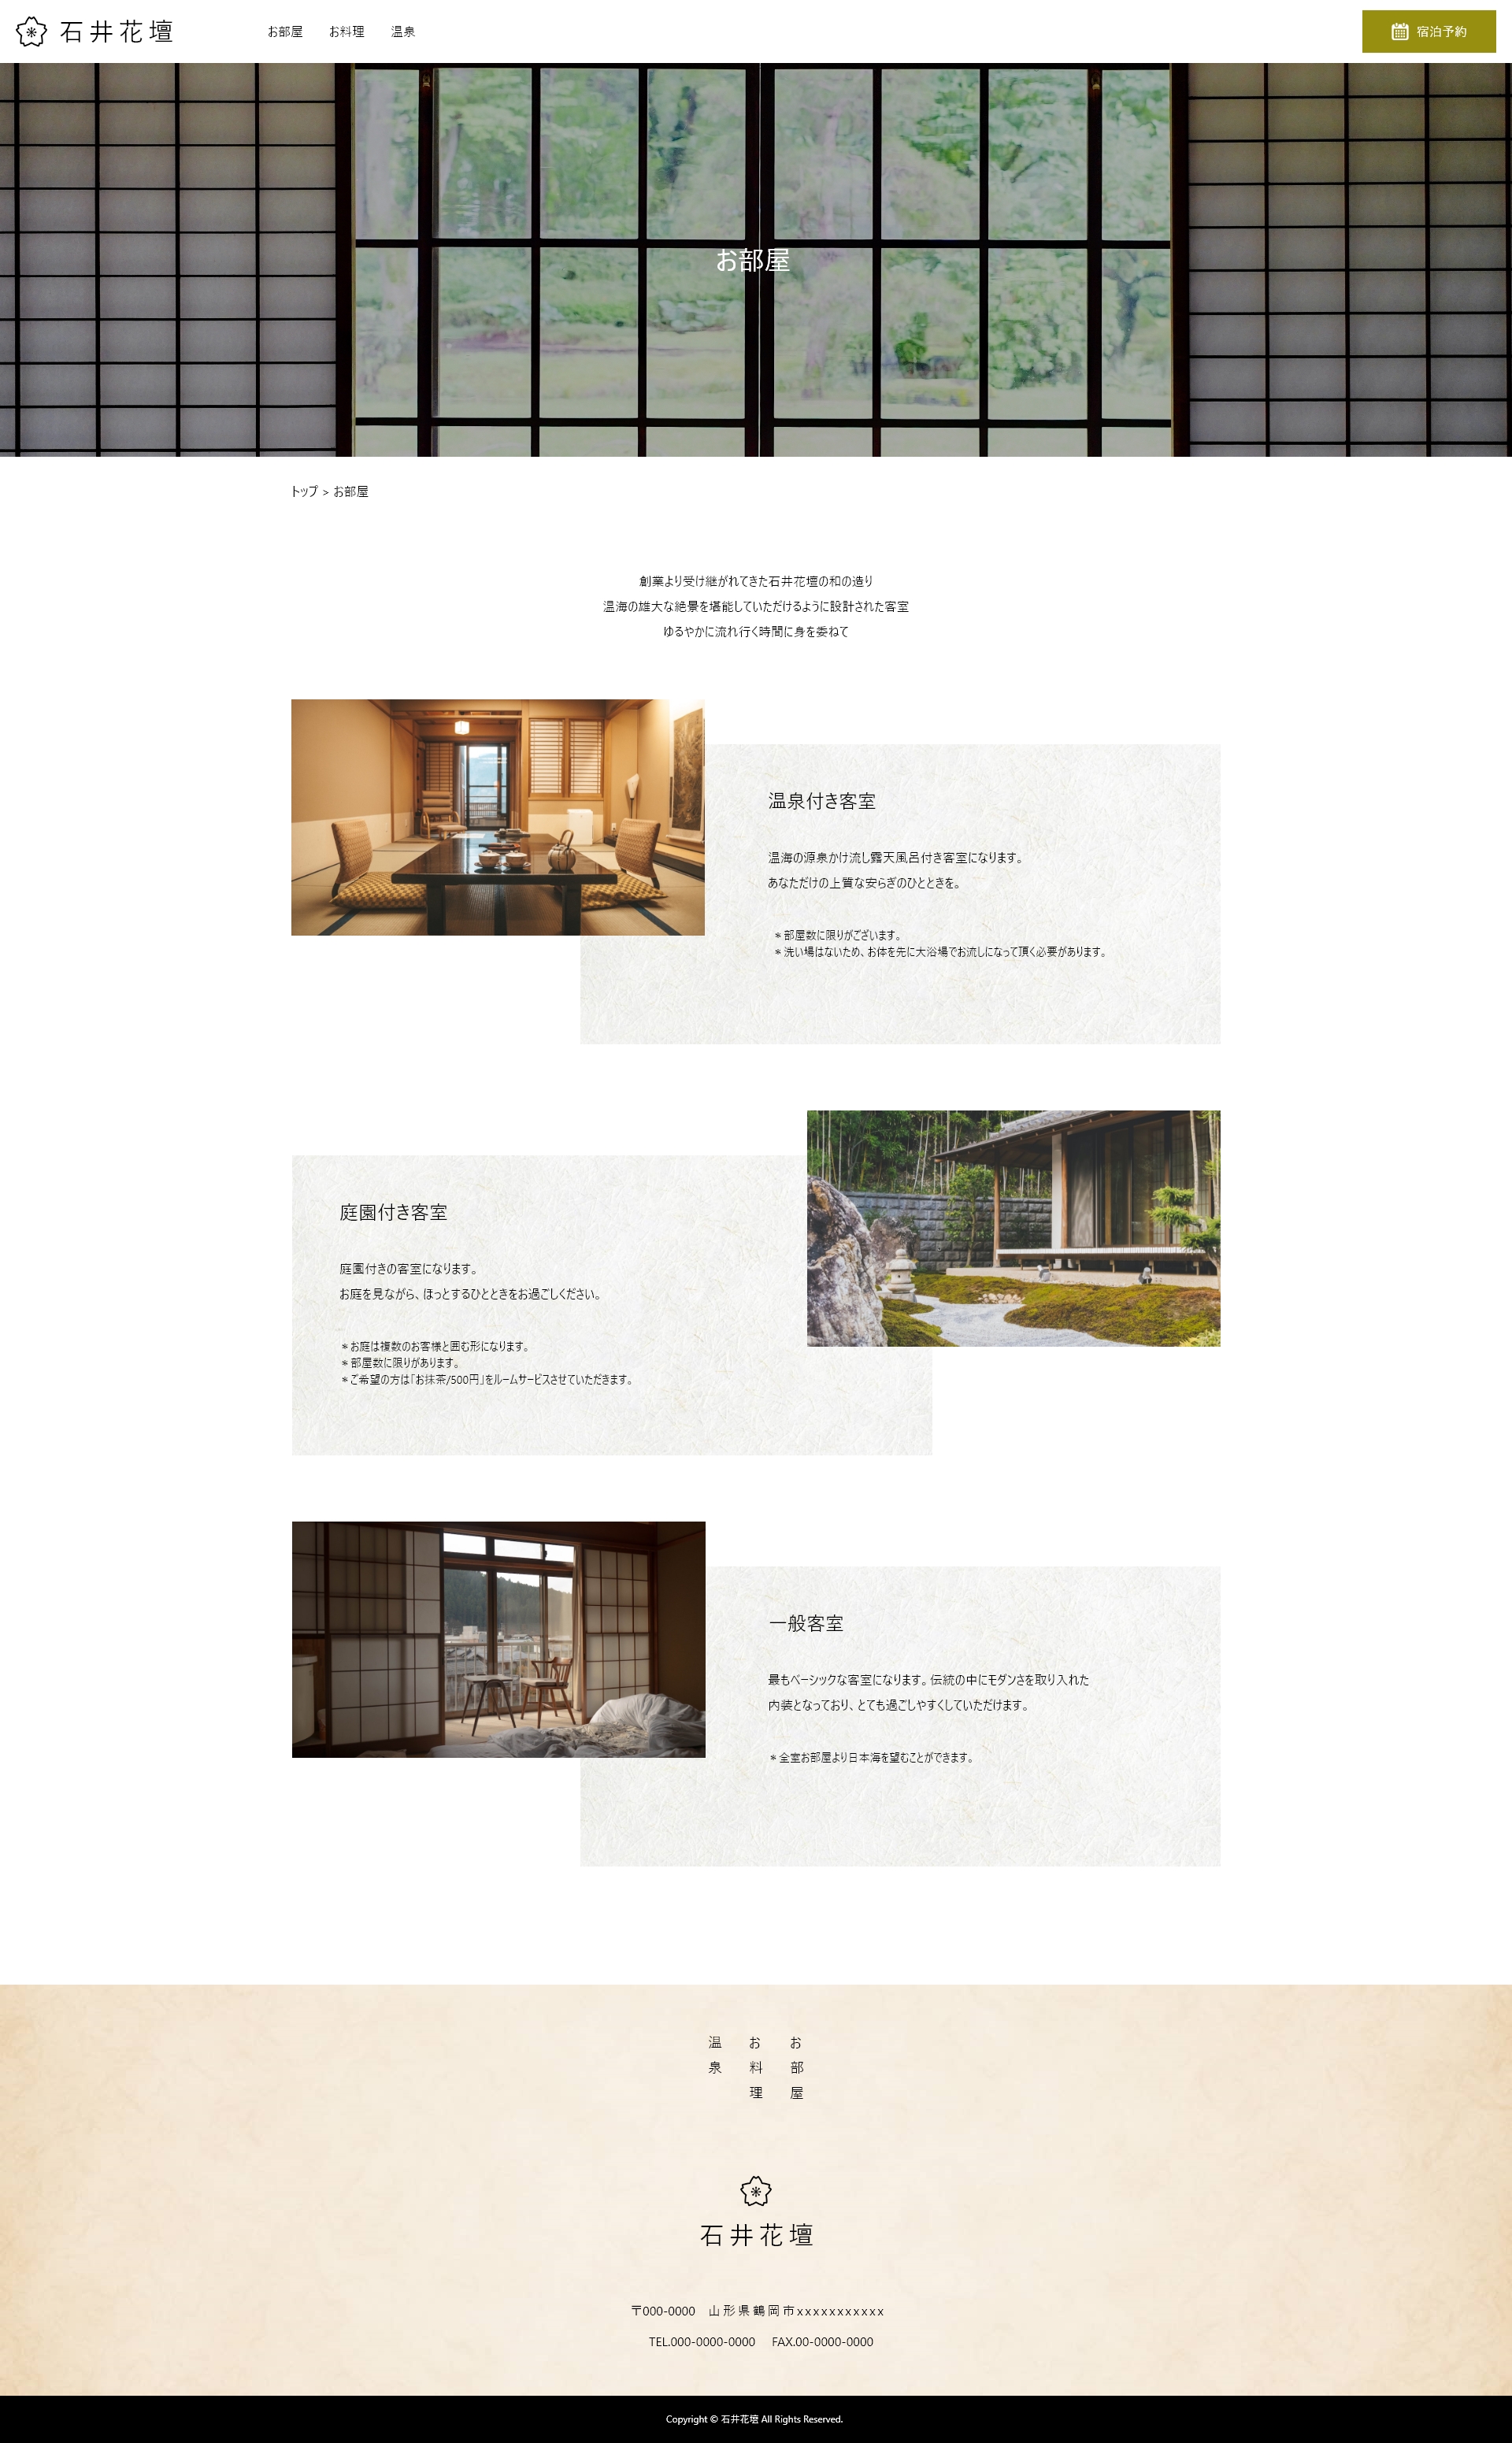 石井花壇
お部屋 お料理 温泉
宿泊予約
お部屋
トップ > お部屋
創業より受け継がれてきた石井花壇の和の造り
温海の雄大な絶景を堪能していただけるように設計された客室
ゆるやかに流れ行く時間に身を委ねて
温泉付き客室
温海の源泉かけ流し露天風呂付き客室になります。
あなただけの上質な安らぎのひとときを。
＊部屋数に限りがございます。
＊洗い場はないため、お体を先に大浴場でお流しになって頂く必要があります。
庭園付き客室
庭園付きの客室になります。
お庭を見ながら、ほっとするひとときをお過ごしください。
＊お庭は複数のお客様と囲む形になります。
＊部屋数に限りがあります。
＊ご希望の方は「お抹茶/500円」をルームサービスさせていただきます。
一般客室
最もベーシックな客室になります。伝統の中にモダンさを取り入れた
内装となっており、とても過ごしやすくしていただけます。
＊全室お部屋より日本海を望むことができます。
お部屋
お料理
温泉
石井花壇
〒000-0000 山形県鶴岡市xxxxxxxxxxx
TEL.000-0000-0000 FAX.00-0000-0000
Copyright © 石井花壇 All Rights Reserved.